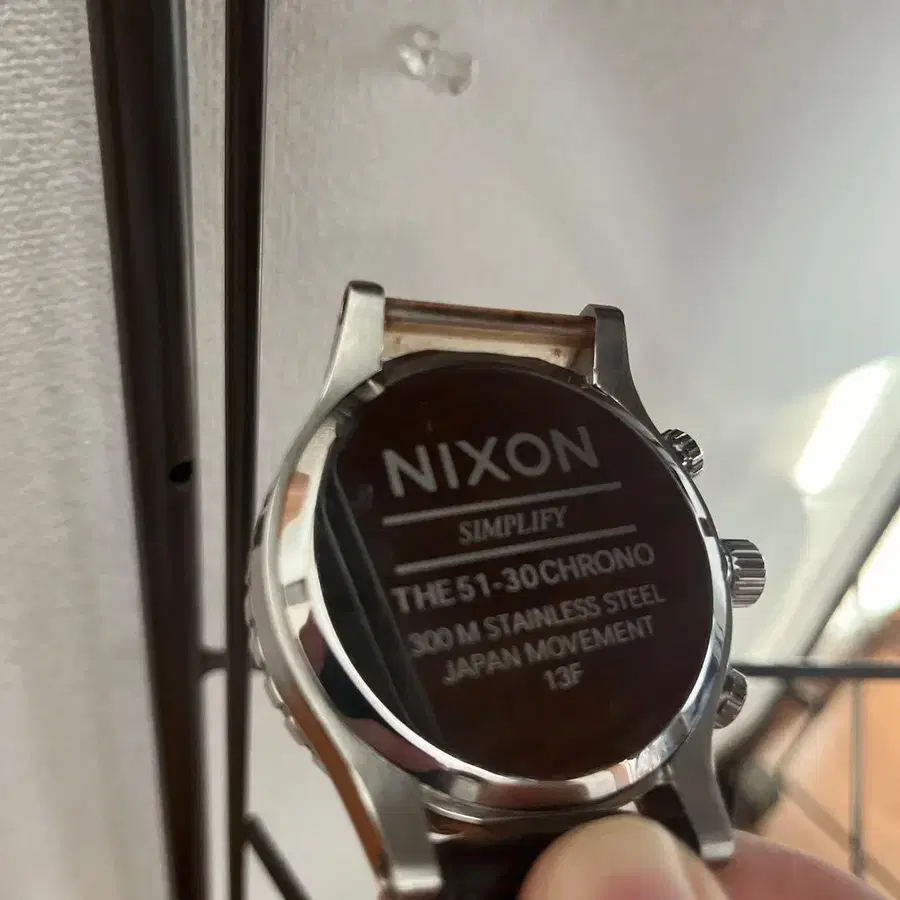 NIXON
SIMPLIFY
THE 51-30 CHRONO
300 M STAINLESS STEEL
JAPAN MOVEMENT
13F